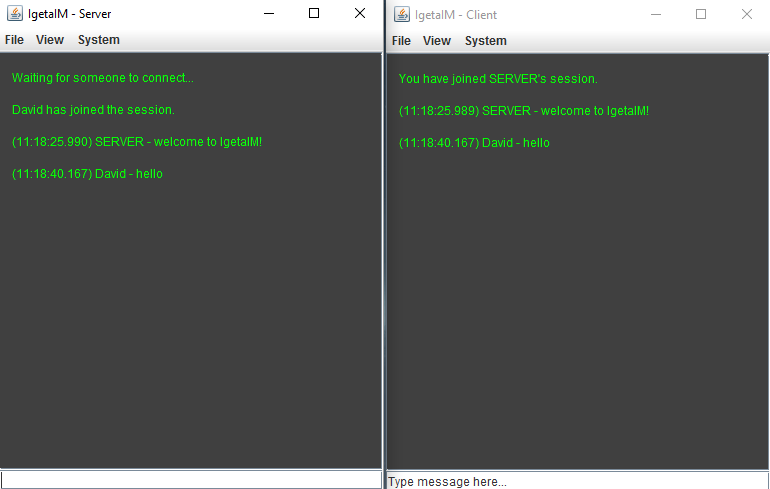 IgetaIM - Server
File View System
Waiting for someone to connect...
David has joined the session.
(11:18:25.990) SERVER - welcome to IgetaIM!
(11:18:40.167) David - hello
IgetaIM - Client
File View System
You have joined SERVER's session.
(11:18:25.989) SERVER - welcome to IgetaIM!
(11:18:40.167) David - hello
Type message here...